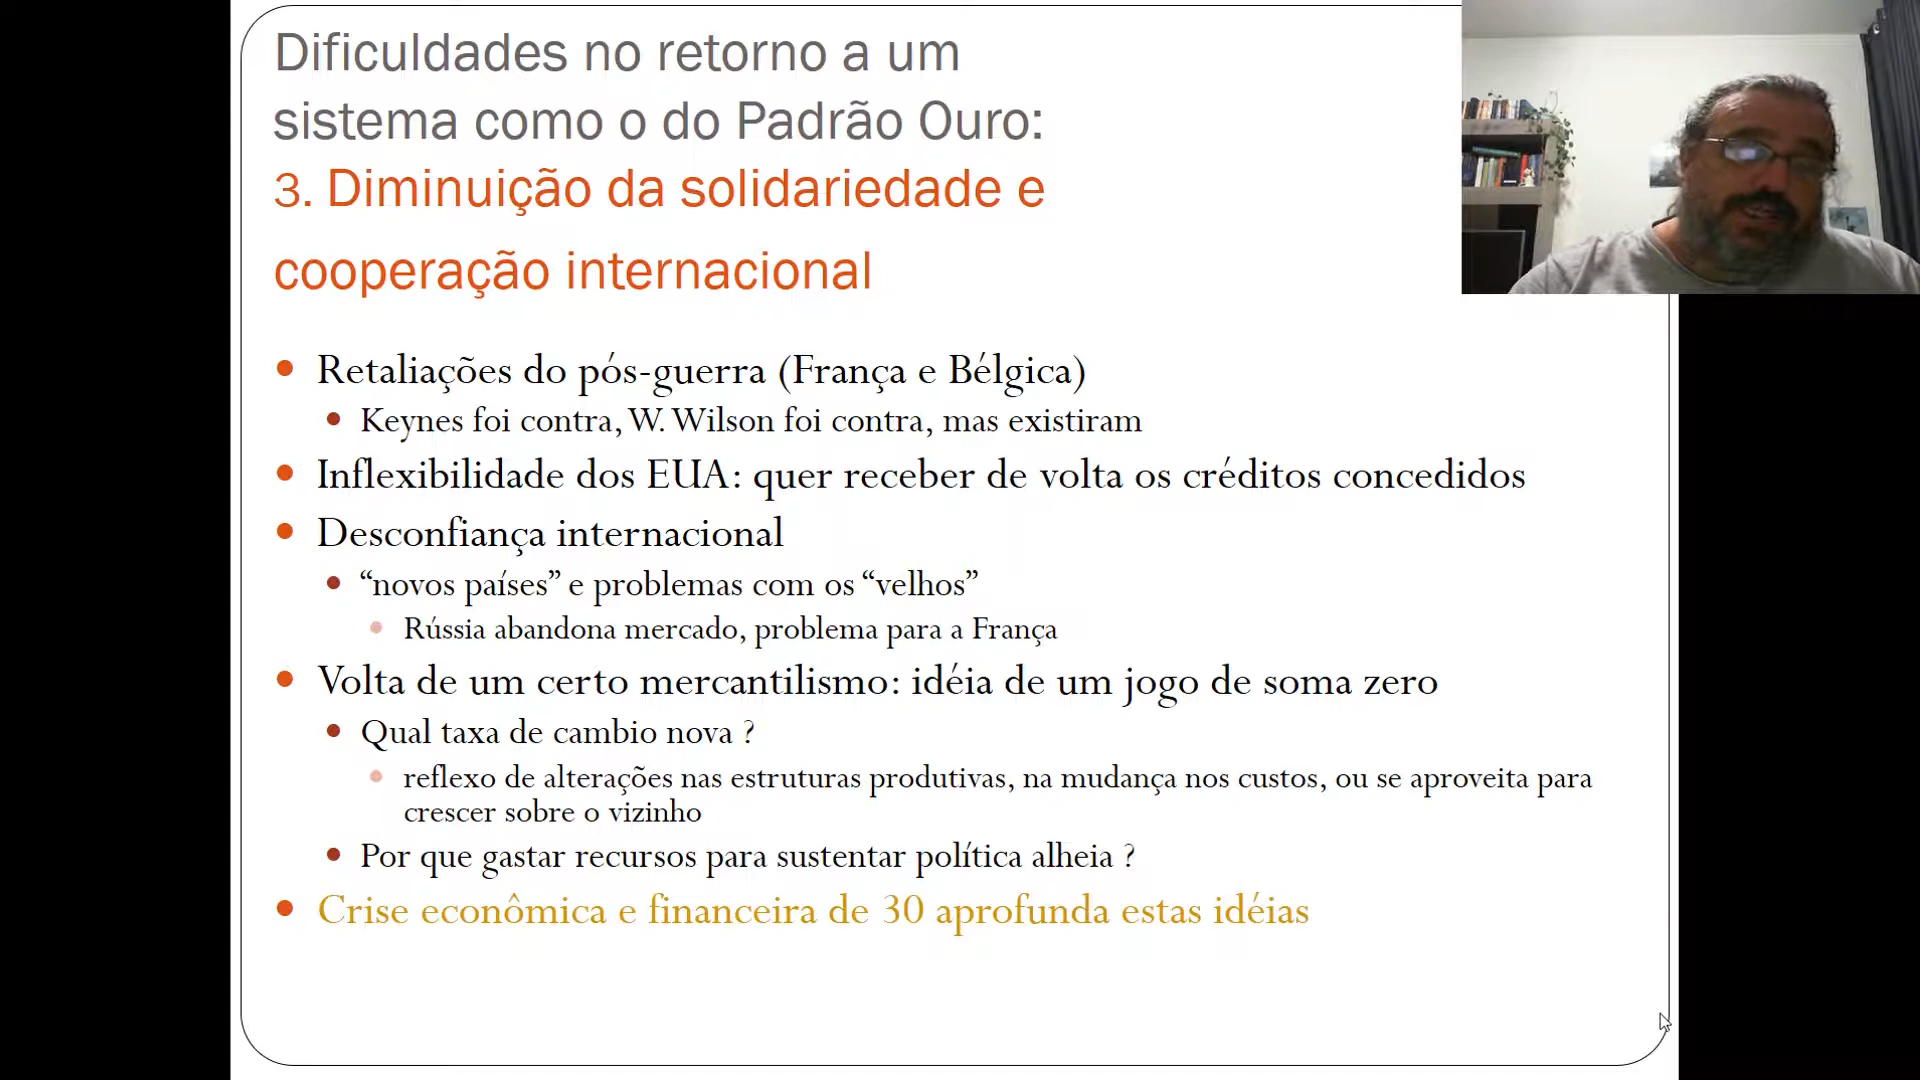 Dificuldades no retorno a um
sistema como o do Padrão Ouro:
3. Diminuição da solidariedade e
cooperação internacional
Retaliações do pós-guerra (França e Bélgica)
Keynes foi contra, W. Wilson foi contra, mas existiram
Inflexibilidade dos EUA: quer receber de volta os créditos concedidos
Desconfiança internacional
“novos países” e problemas com os “velhos”
Rússia abandona mercado, problema para a França
Volta de um certo mercantilismo: idéia de um jogo de soma zero
Qual taxa de cambio nova ?
reflexo de alterações nas estruturas produtivas, na mudança nos custos, ou se aproveita para
crescer sobre o vizinho
Por que gastar recursos para sustentar política alheia ?
Crise econômica e financeira de 30 aprofunda estas idéias